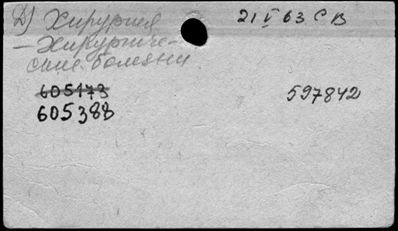 Д) Хирургия
21 V 63 СВ
— Хирургиче-
ские болезни
605173
597842
605388